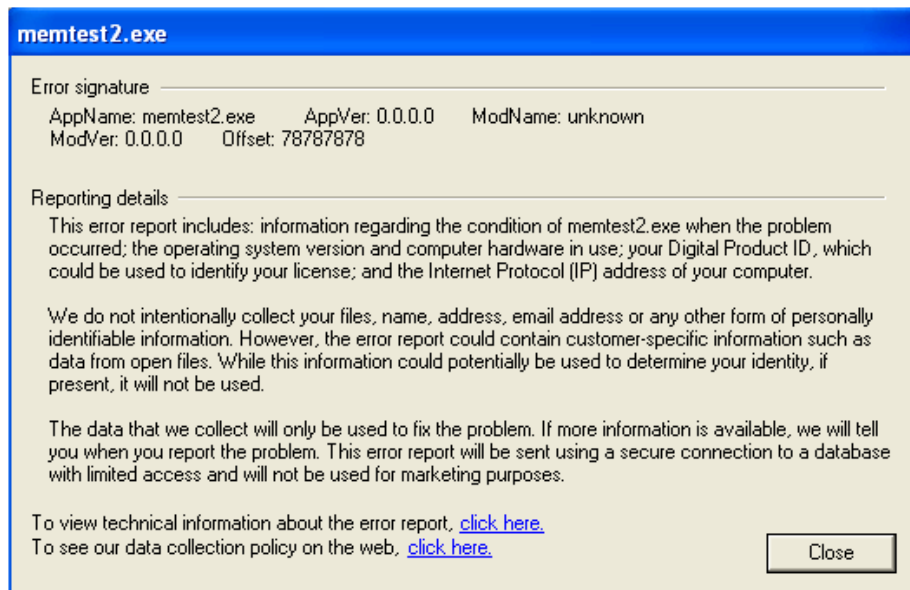 memtest2.exe
Error signature
AppName: memtest2.exe AppVer: 0.0.0.0 ModName: unknown
ModVer: 0.0.0.0 Offset: 78787878
Reporting details
This error report includes: information regarding the condition of memtest2.exe when the problem
occurred; the operating system version and computer hardware in use; your Digital Product ID, which
could be used to identify your license; and the Internet Protocol (IP) address of your computer.
We do not intentionally collect your files, name, address, email address or any other form of personally
identifiable information. However, the error report could contain customer-specific information such as
data from open files. While this information could potentially be used to determine your identity, if
present, it will not be used.
The data that we collect will only be used to fix the problem. If more information is available, we will tell
you when you report the problem. This error report will be sent using a secure connection to a database
with limited access and will not be used for marketing purposes.
To view technical information about the error report, click here.
To see our data collection policy on the web, click here.
Close